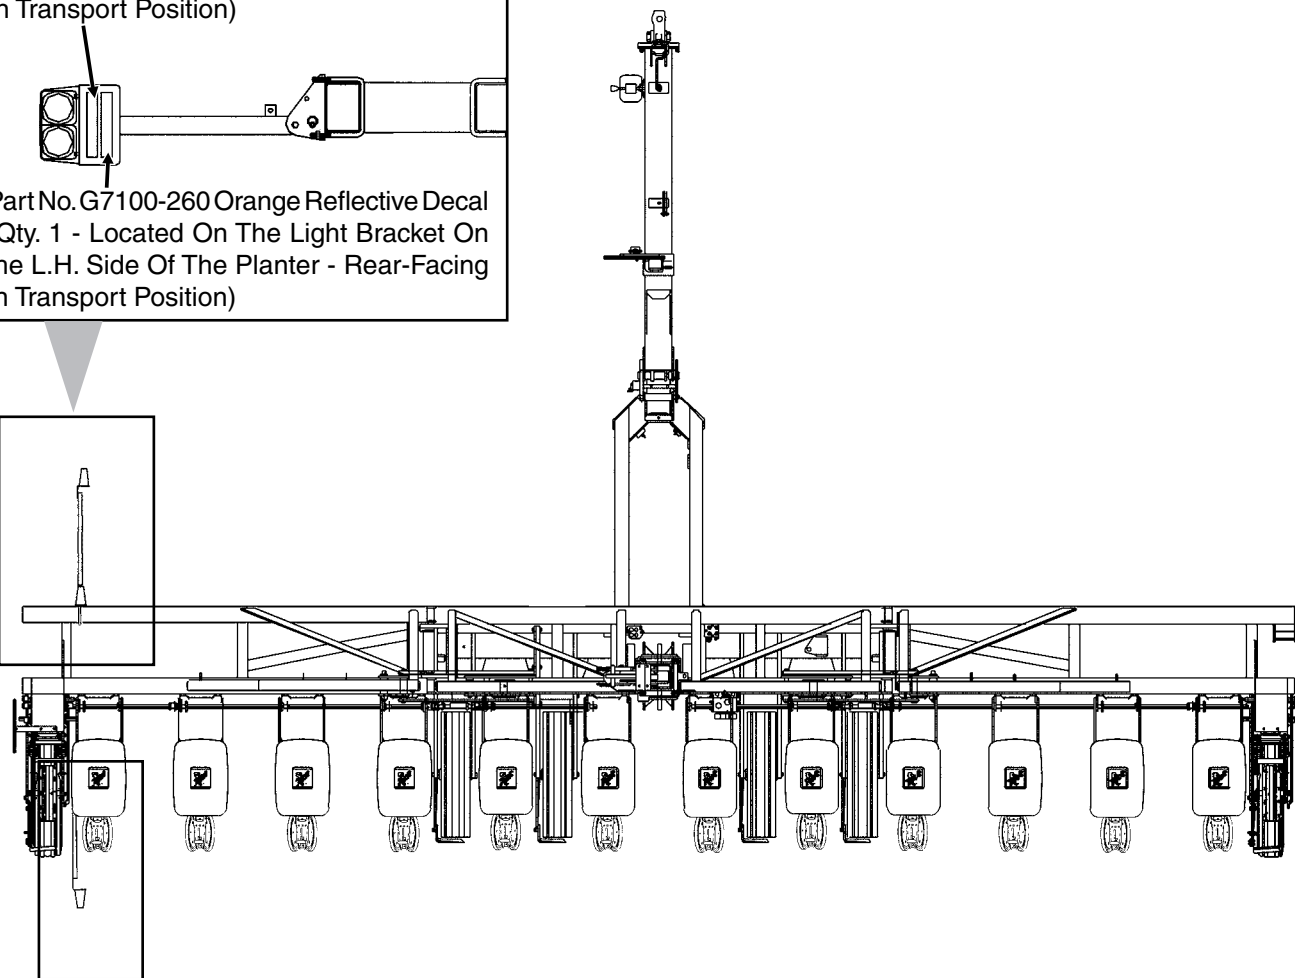 n Transport Position)
Part No. G7100-260 Orange Reflective Decal
Qty. 1 - Located On The Light Bracket On
ne L.H. Side Of The Planter - Rear-Facing
n Transport Position)